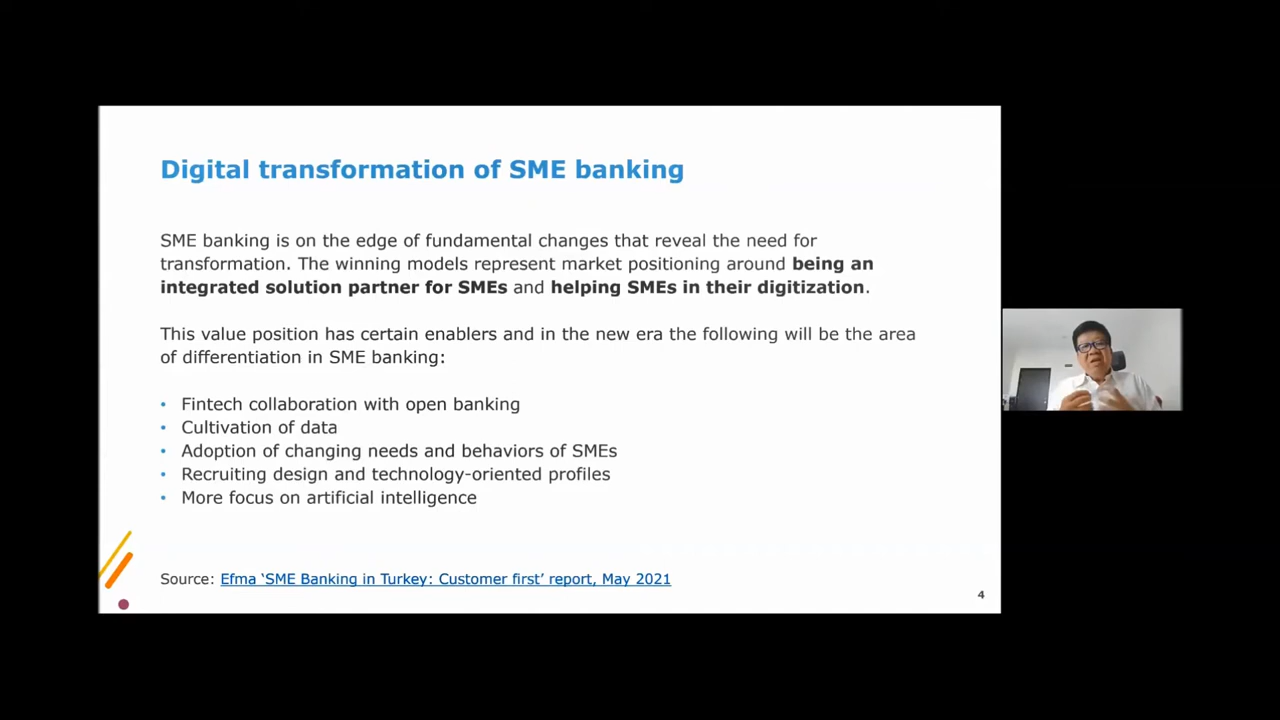 Digital transformation of SME banking
SME banking is on the edge of fundamental changes that reveal the need for
transformation. The winning models represent market positioning around being an
integrated solution partner for SMEs and helping SMEs in their digitization.
This value position has certain enablers and in the new era the following will be the area
of differentiation in SME banking:
• Fintech collaboration with open banking
• Cultivation of data
• Adoption of changing needs and behaviors of SMEs
• Recruiting design and technology-oriented profiles
• More focus on artificial intelligence
Source: Efma ‘SME Banking in Turkey: Customer first’ report, May 2021
4